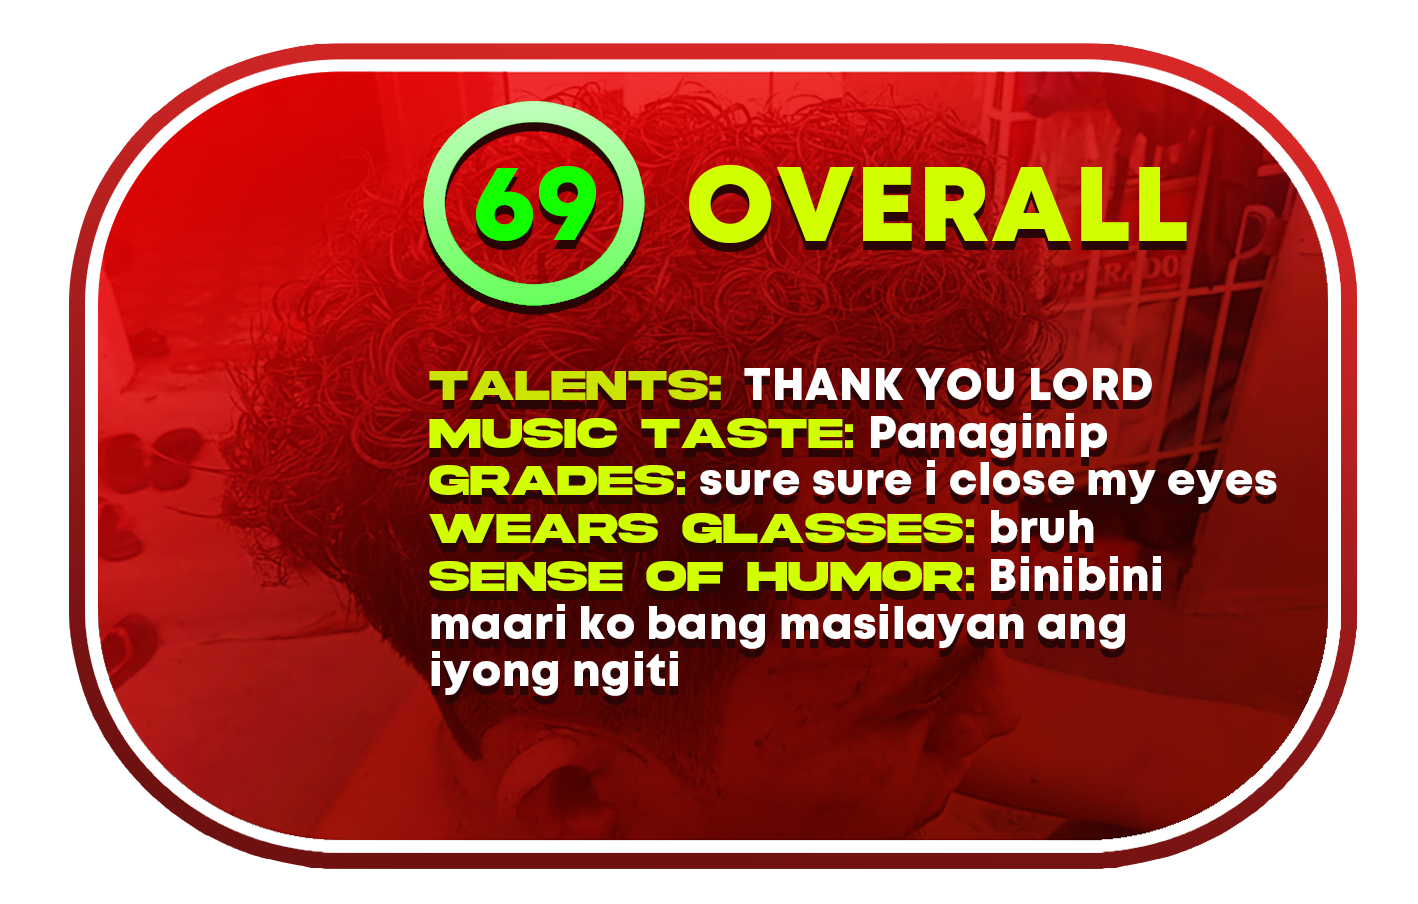 69 OVERALL
TALENTS: THANK YOU LORD
MUSIC TASTE: Panaginip
GRADES: sure sure i close my eyes
WEARS GLASSES: bruh
SENSE OF HUMOR: Binibini
maari ko bang masilayan ang
iyong ngiti